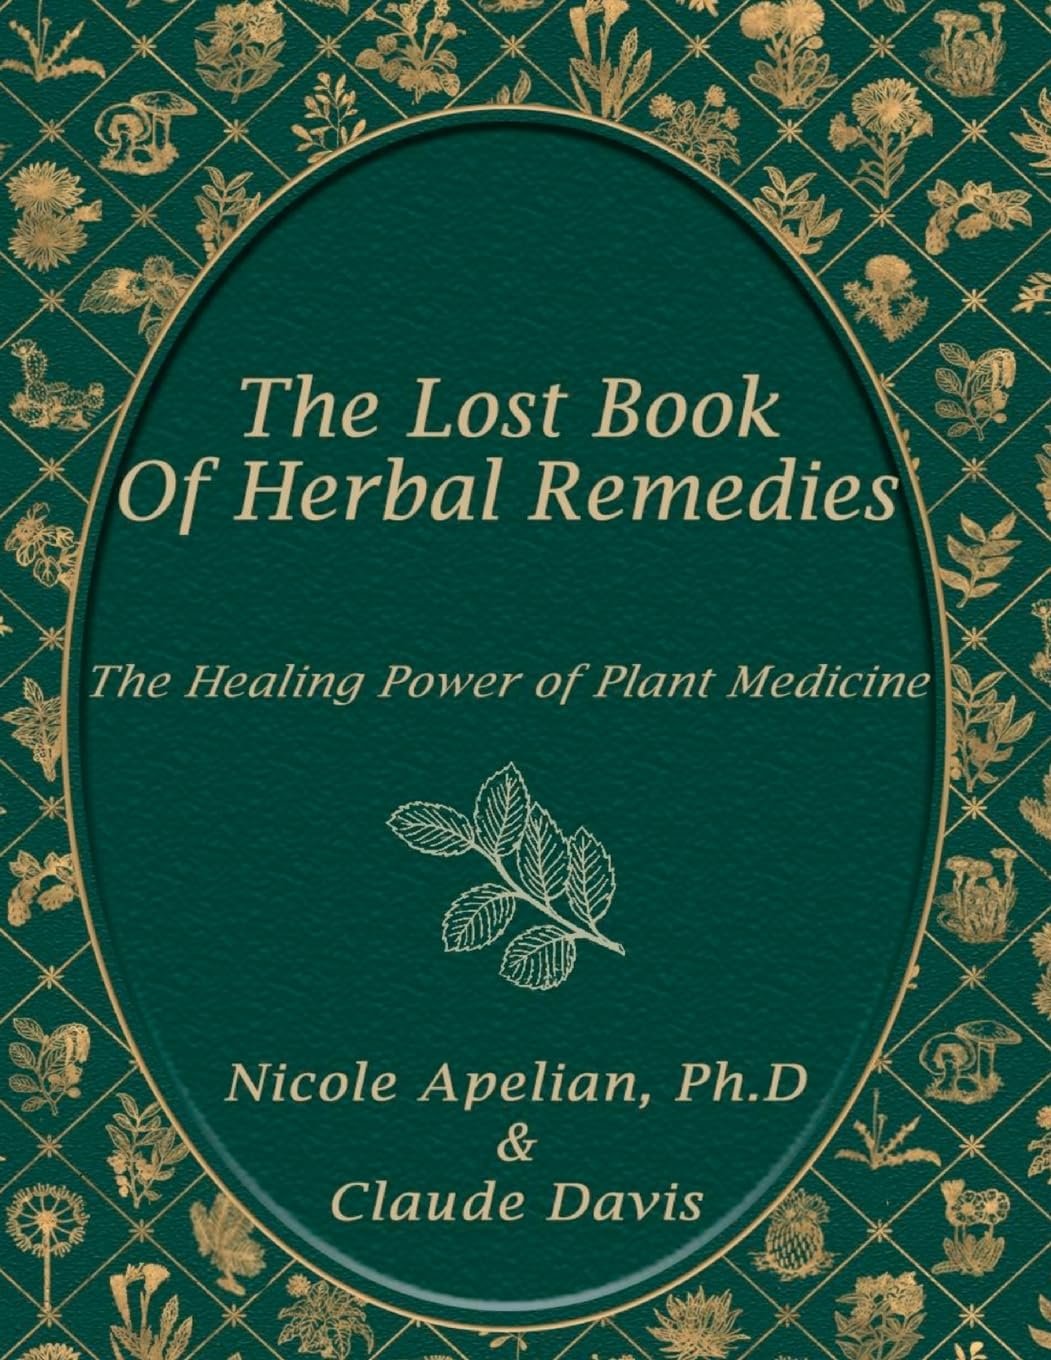 The Lost Book
Of Herbal Remedies
The Healing Power of Plant Medicine
Nicole Apelian, Ph.D
&
Claude Davis